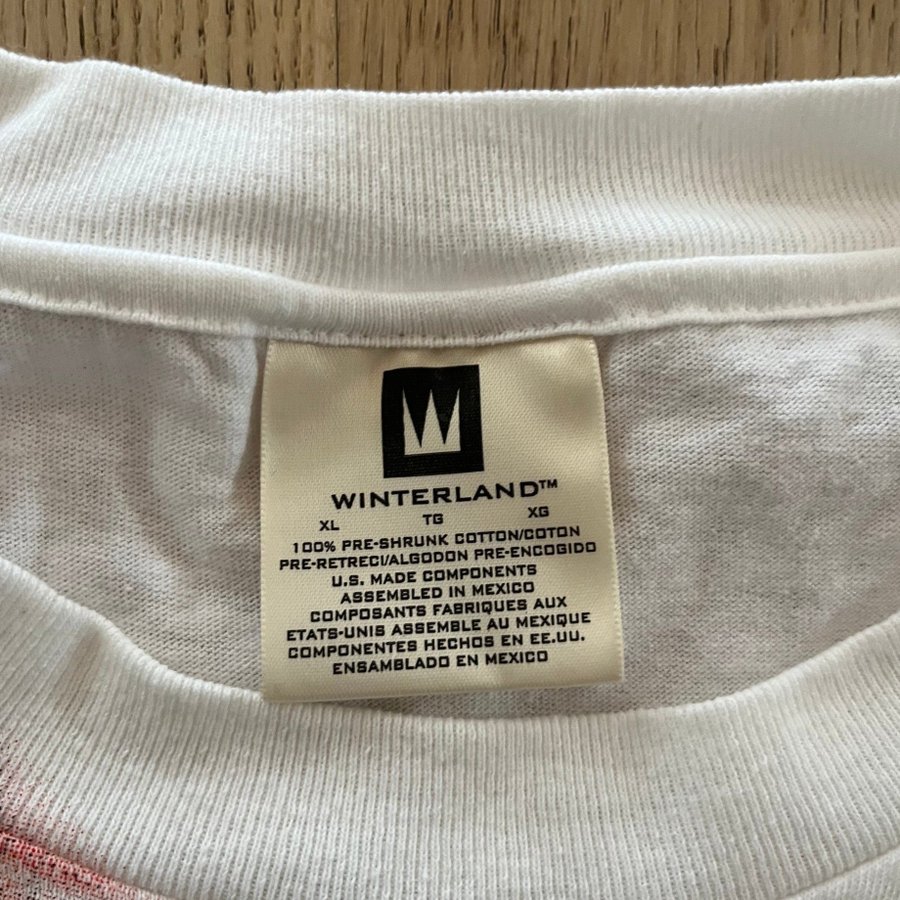 W
WINTERLAND™
XL TG XG
100% PRE-SHRUNK COTTON/COTON
PRE-RETRECI/ALGODON PRE-ENCOGIDO
U.S. MADE COMPONENTS
ASSEMBLED IN MEXICO
COMPOSANTS FABRIQUES AUX
ETATS-UNIS ASSEMBLE AU MEXIQUE
COMPONENTES HECHOS EN EE.UU.
ENSAMBLADO EN MEXICO